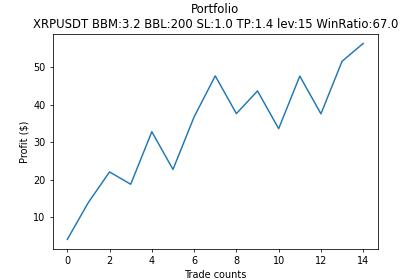 Portfolio
XRPUSDT BBM:3.2 BBL:200 SL:1.0 TP:1.4 lev:15 WinRatio:67.0
50
40
30
20
10
Profit ($)
0 2 4 6 8 10 12 14
Trade counts